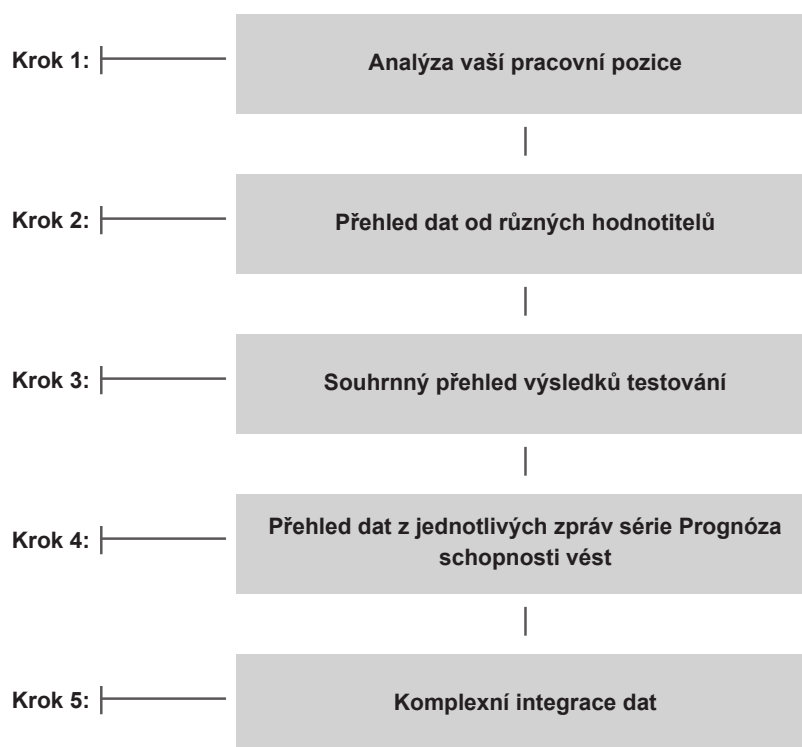 Krok 1:
Analýza vaší pracovní pozice
Krok 2:
Přehled dat od různých hodnotitelů
Krok 3:
Souhrnný přehled výsledků testování
Krok 4:
Přehled dat z jednotlivých zpráv série Prognóza
schopnosti vést
Krok 5:
Komplexní integrace dat